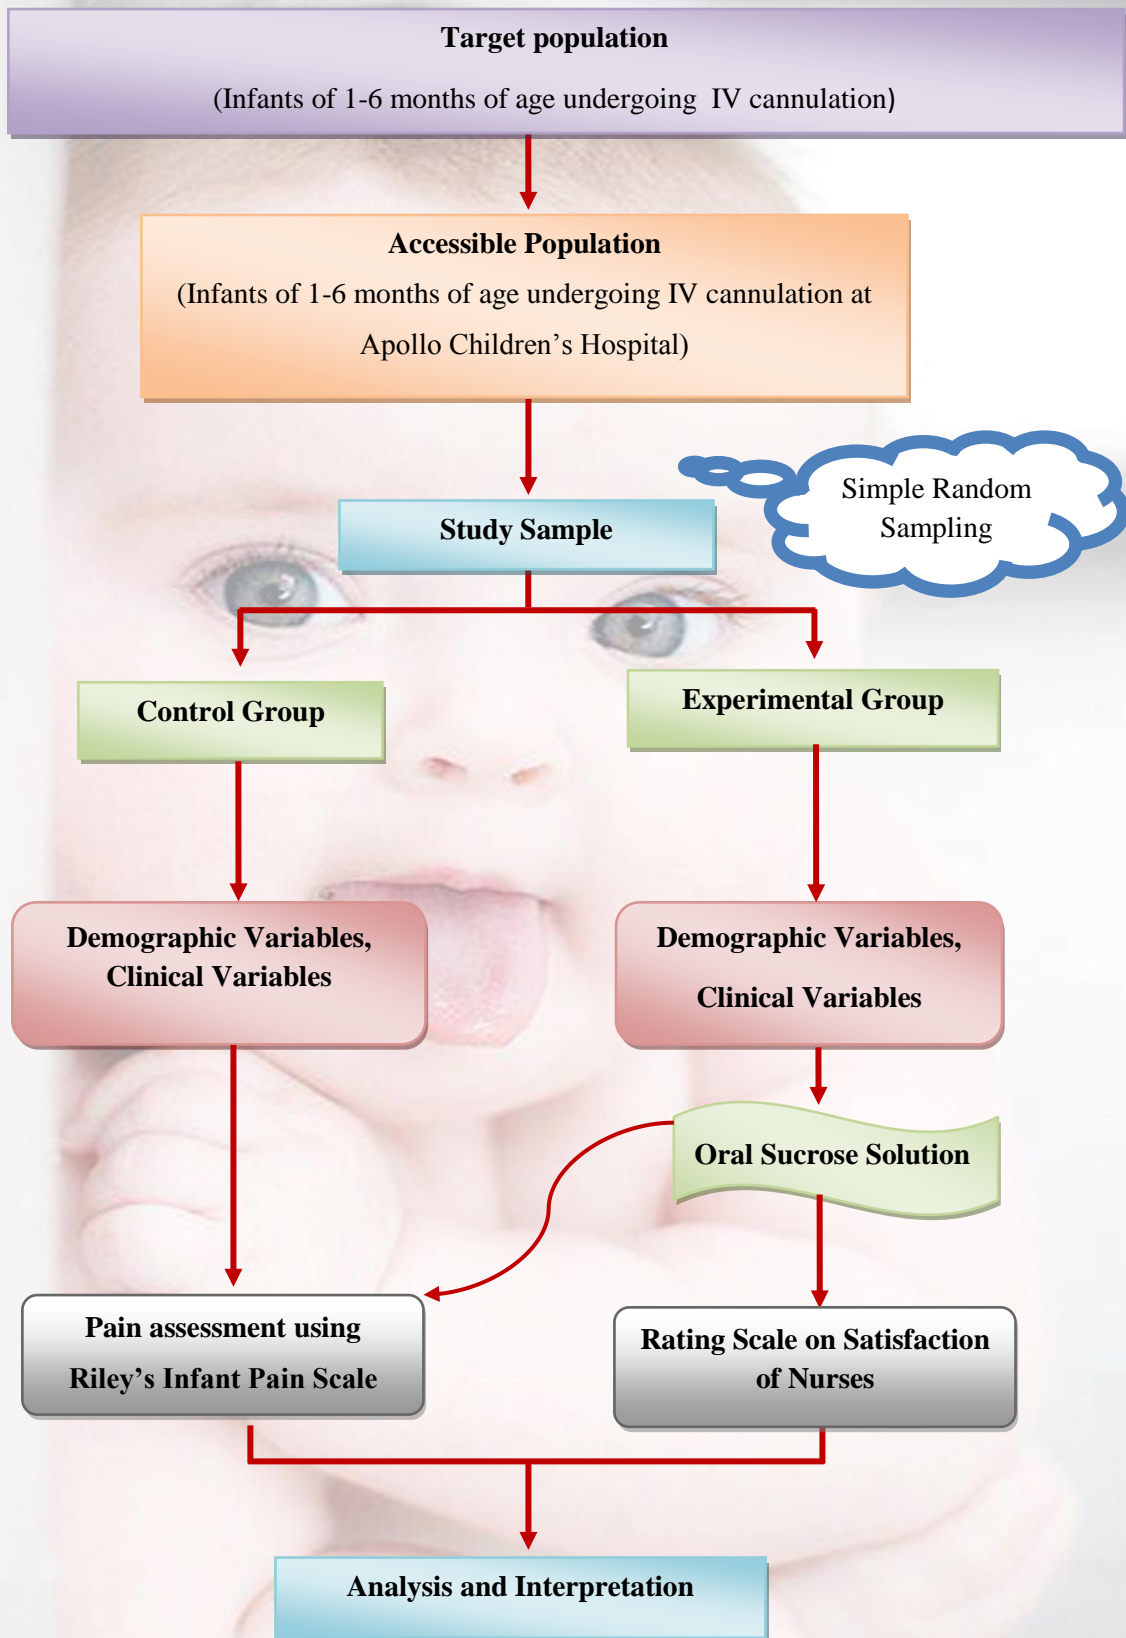 Target population
(Infants of 1-6 months of age undergoing IV cannulation)
Accessible Population
(Infants of 1-6 months of age undergoing IV cannulation at
Apollo Children’s Hospital)
Simple Random
Sampling
Study Sample
Control Group
Experimental Group
Demographic Variables,
Clinical Variables
Demographic Variables,
Clinical Variables
Oral Sucrose Solution
Pain assessment using
Riley’s Infant Pain Scale
Rating Scale on Satisfaction
of Nurses
Analysis and Interpretation